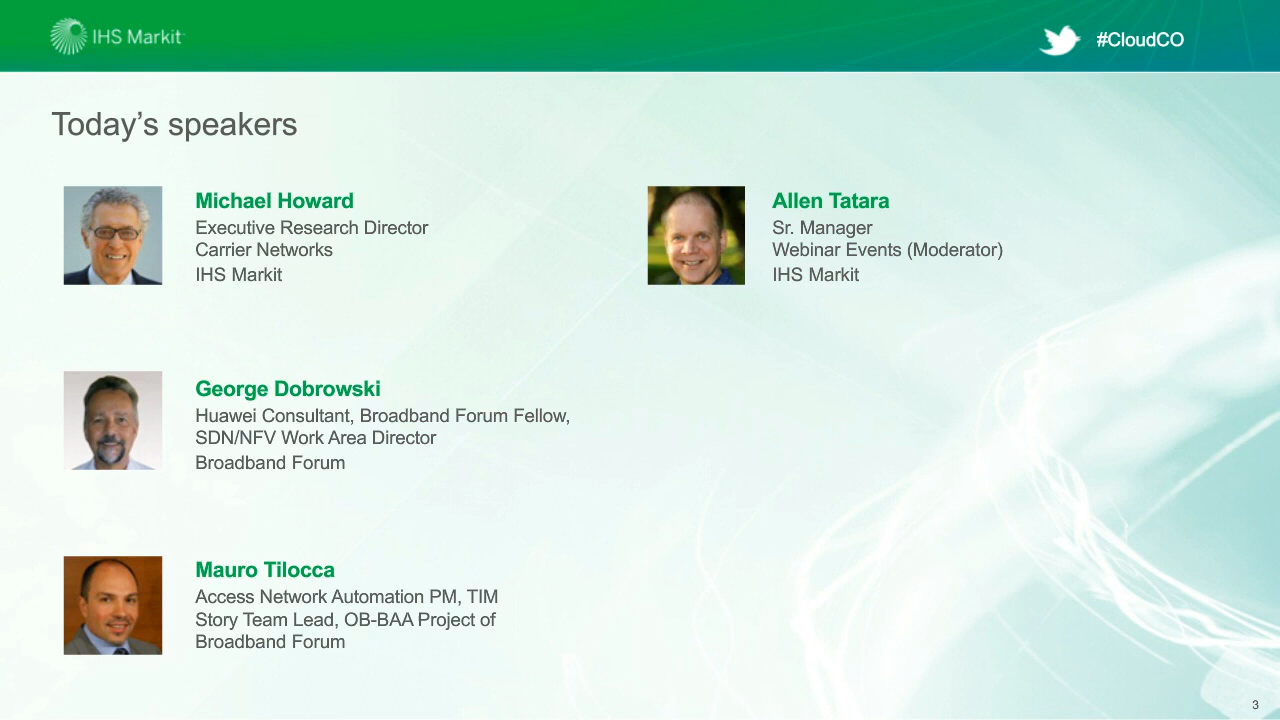 IHS Markit
#CloudCO
Today’s speakers
Michael Howard
Executive Research Director
Carrier Networks
IHS Markit
Allen Tatara
Sr. Manager
Webinar Events (Moderator)
IHS Markit
George Dobrowski
Huawei Consultant, Broadband Forum Fellow,
SDN/NFV Work Area Director
Broadband Forum
Mauro Tilocca
Access Network Automation PM, TIM
Story Team Lead, OB-BAA Project of
Broadband Forum
3